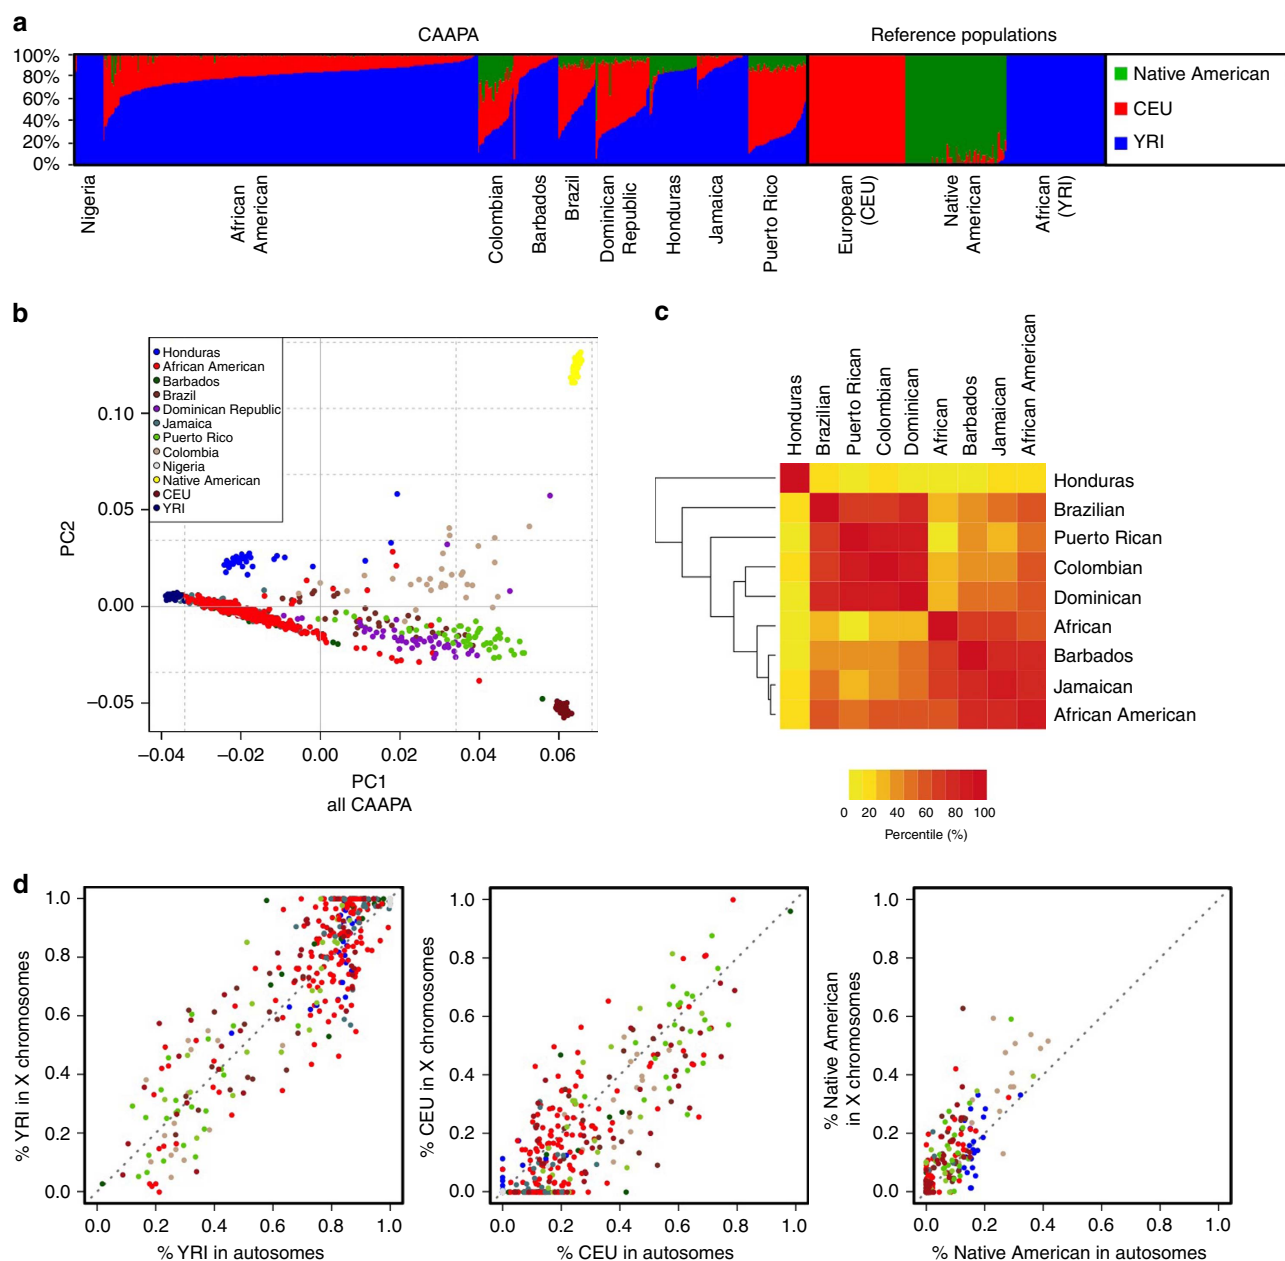 a
CAAPA
Reference populations
100%
80%
60%
40%
20%
0%
Native American
CEU
YRI
Nigeria
African
American
Colombian
Barbados
Brazil
Dominican
Republic
Honduras
Jamaica
Puerto Rico
European
(CEU)
Native
American
African
(YRI)
b
Honduras
African American
Barbados
Brazil
Dominican Republic
Jamaica
Puerto Rico
Colombia
Nigeria
Native American
CEU
YRI
PC2
0.10
0.05
0.00
−0.05
−0.04
−0.02
0.00
0.02
0.04
0.06
PC1
all CAAPA
c
Honduras
Brazilian
Puerto Rican
Colombian
Dominican
African
Barbados
Jamaican
African American
Honduras
Brazilian
Puerto Rican
Colombian
Dominican
African
Barbados
Jamaican
African American
0 20 40 60 80 100
Percentile (%)
d
% YRI in X chromosomes
1.0
0.8
0.6
0.4
0.2
0.0
0.0 0.2 0.4 0.6 0.8 1.0
% YRI in autosomes
% CEU in X chromosomes
1.0
0.8
0.6
0.4
0.2
0.0
0.0 0.2 0.4 0.6 0.8 1.0
% CEU in autosomes
% Native American
in X chromosomes
1.0
0.8
0.6
0.4
0.2
0.0
0.0 0.2 0.4 0.6 0.8 1.0
% Native American in autosomes